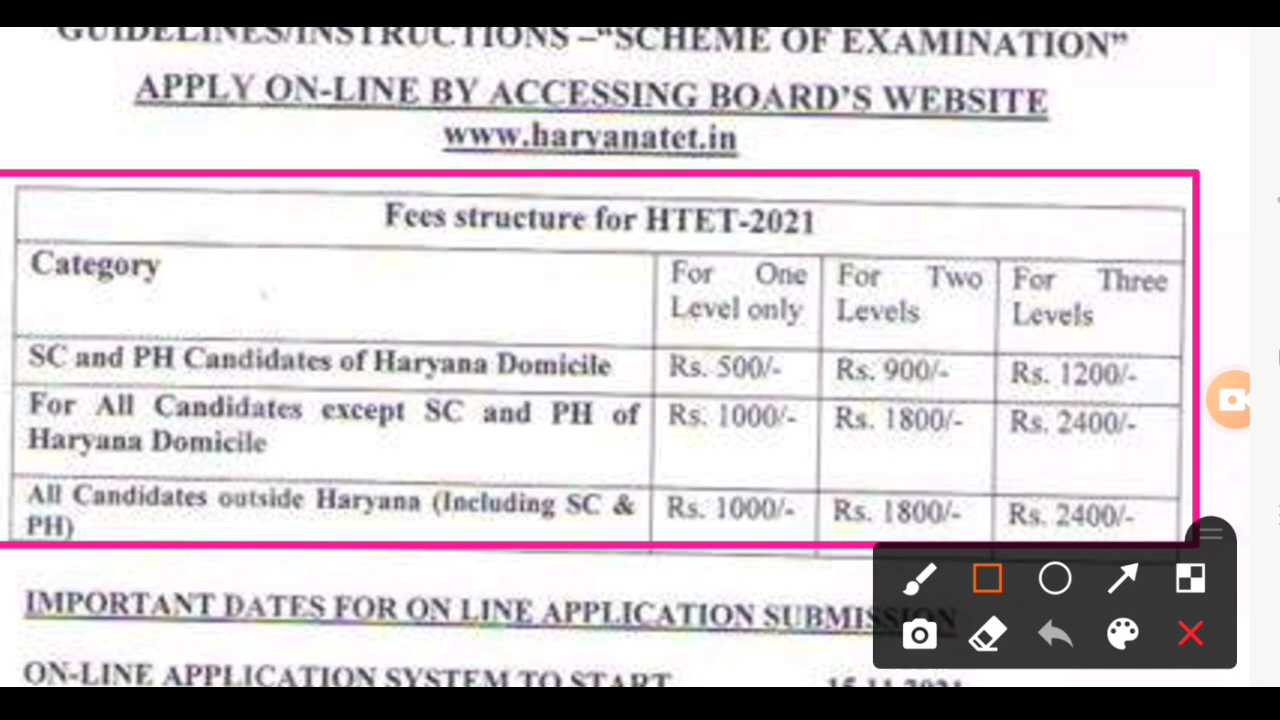 GUIDELINES/INSTRUCTIONS –"SCHEME OF EXAMINATION"
APPLY ON-LINE BY ACCESSING BOARD'S WEBSITE
www.haryanatet.in
Fees structure for HTET-2021
Category
For One Level only
For Two Levels
For Three Levels
SC and PH Candidates of Haryana Domicile Rs. 500/- Rs. 900/- Rs. 1200/-
For All Candidates except SC and PH of Rs. 1000/- Rs. 1800/- Rs. 2400/-
Haryana Domicile
All Candidates outside Haryana (Including SC & Rs. 1000/- Rs. 1800/- Rs. 2400/-
PH)
IMPORTANT DATES FOR ON LINE APPLICATION SUBMISSION
ON-LINE APPLICATION SYSTEM TO START 15.11.2021